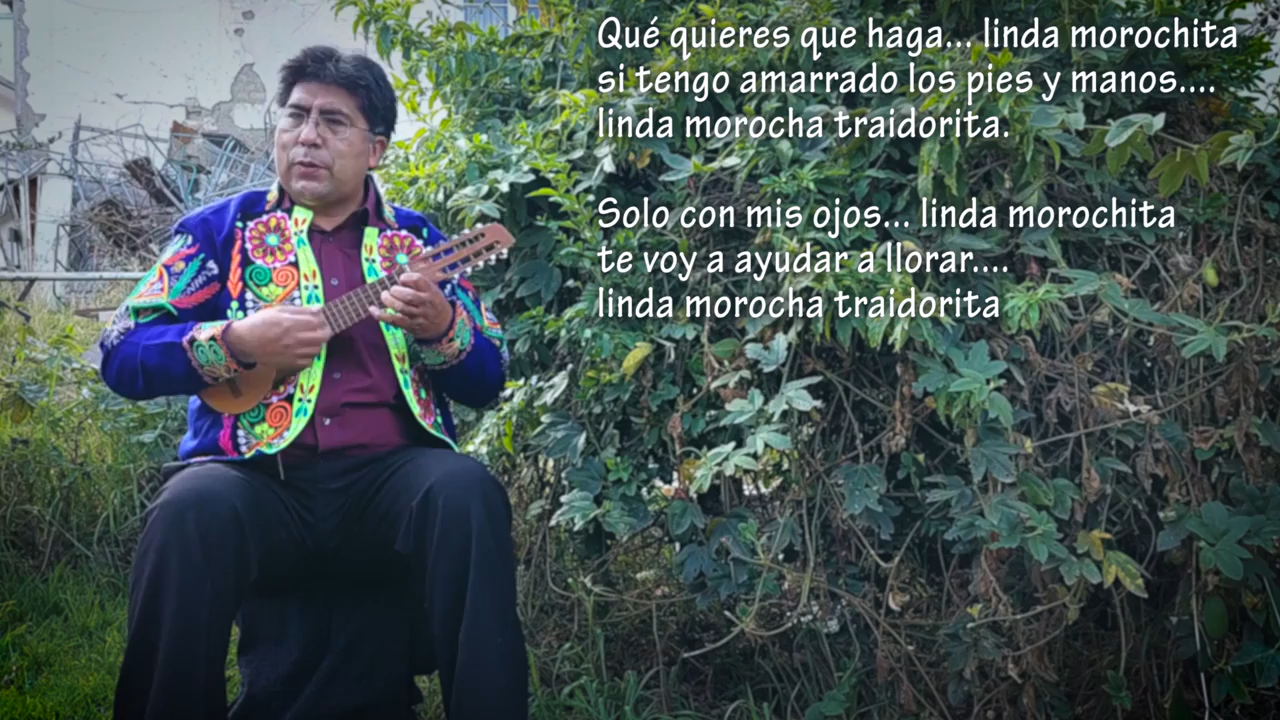 Qué quieres que haga... linda morochita
si tengo amarrado los pies y manos....
linda morocha traidorita.
Solo con mis ojos... linda morochita
te voy a ayudar a llorar....
linda morocha traidorita